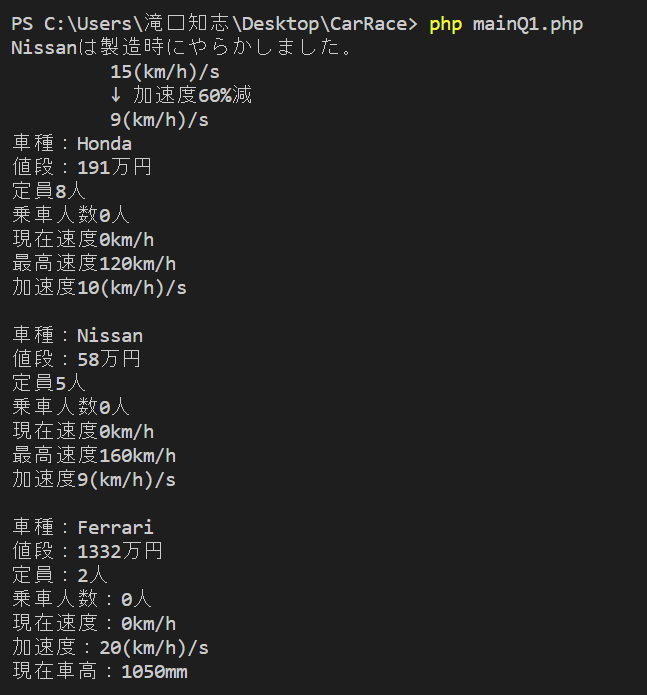 PS C:\Users\滝口知志\Desktop\CarRace> php mainQ1.php
Nissanは製造時にやらかしました。
15(km/h)/s
↓ 加速度60%減
9(km/h)/s
車種：Honda
値段：191万円
定員8人
乗車人数0人
現在速度0km/h
最高速度120km/h
加速度10(km/h)/s
車種：Nissan
値段：58万円
定員5人
乗車人数0人
現在速度0km/h
最高速度160km/h
加速度9(km/h)/s
車種：Ferrari
値段：1332万円
定員：2人
乗車人数：0人
現在速度：0km/h
加速度：20(km/h)/s
現在車高：1050mm